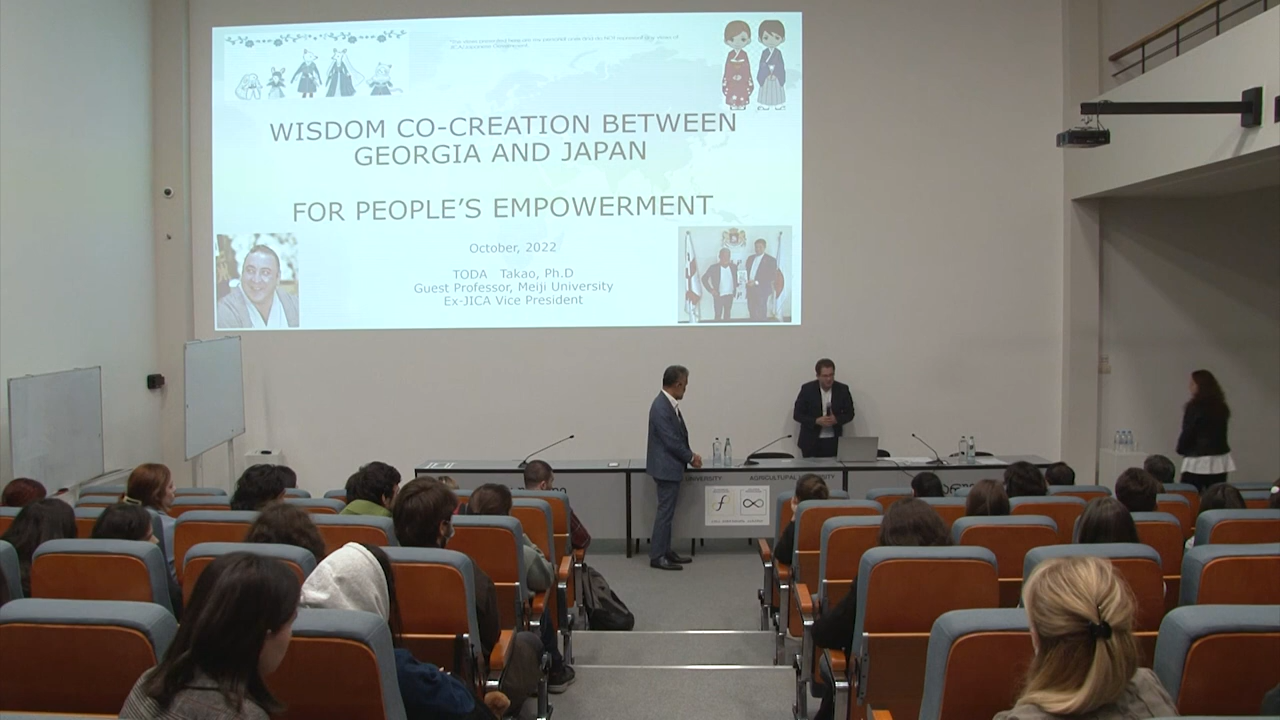 WISDOM CO-CREATION BETWEEN
GEORGIA AND JAPAN
FOR PEOPLE'S EMPOWERMENT
October, 2022
TODA Takao, Ph.D
Guest Professor, Meiji University
Ex-JICA Vice President
UNIVERSITY
AGRICULTURAL